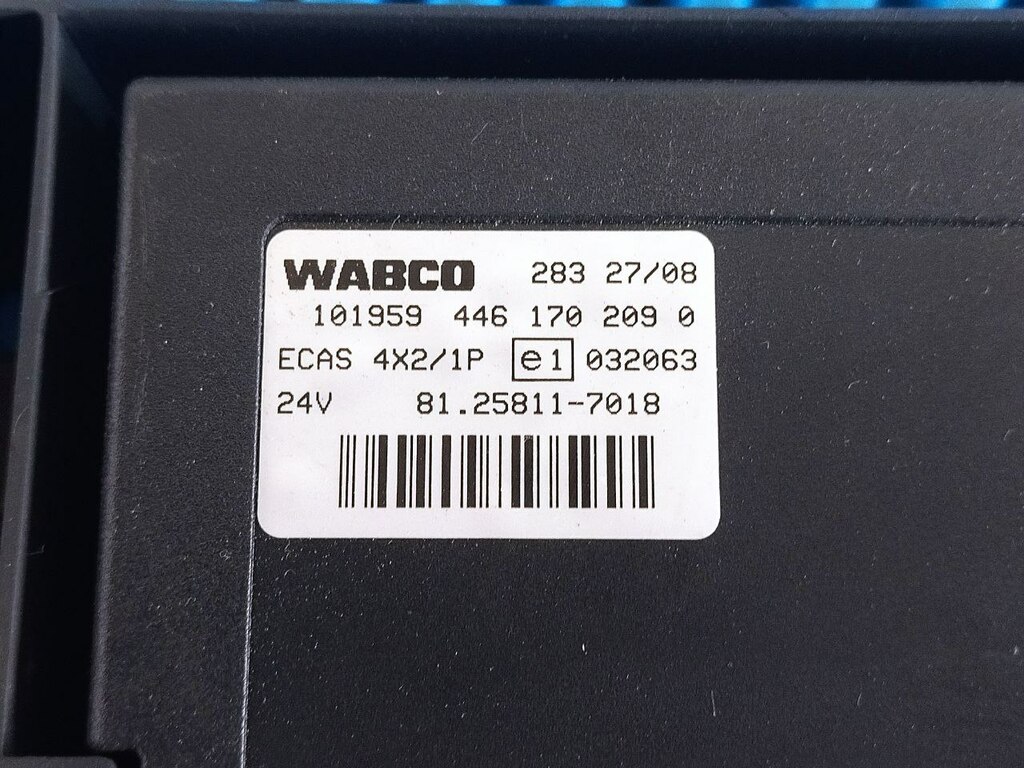 WABCO 283 27/08
101959 446 170 209 0
ECAS 4X2/1P e1 032063
24V 81.25811-7018